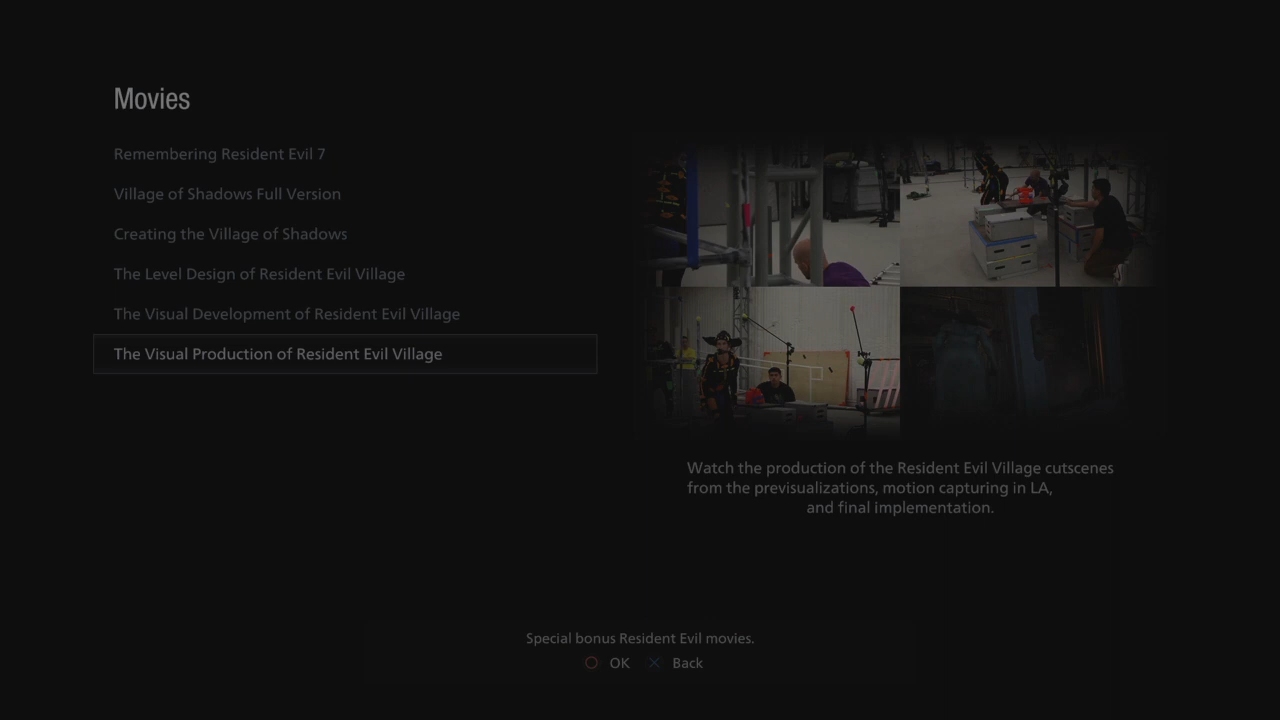 Movies
Remembering Resident Evil 7
Village of Shadows Full Version
Creating the Village of Shadows
The Level Design of Resident Evil Village
The Visual Development of Resident Evil Village
The Visual Production of Resident Evil Village
Watch the production of the Resident Evil Village cutscenes
from the previsualizations, motion capturing in LA,
and final implementation.
Special bonus Resident Evil movies.
OK Back